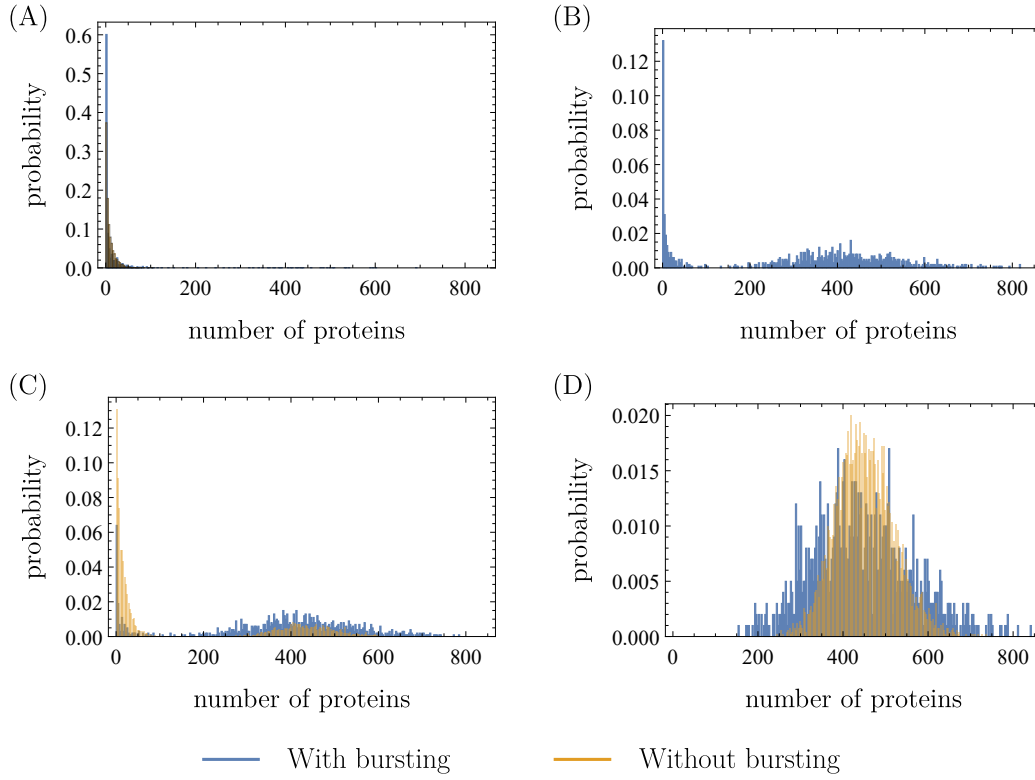 (A)
probability
0.6
0.5
0.4
0.3
0.2
0.1
0.0
0 200 400 600 800
number of proteins
(B)
probability
0.12
0.10
0.08
0.06
0.04
0.02
0.00
0 200 400 600 800
number of proteins
(C)
probability
0.12
0.10
0.08
0.06
0.04
0.02
0.00
0 200 400 600 800
number of proteins
(D)
probability
0.020
0.015
0.010
0.005
0.000
0 200 400 600 800
number of proteins
With bursting
Without bursting